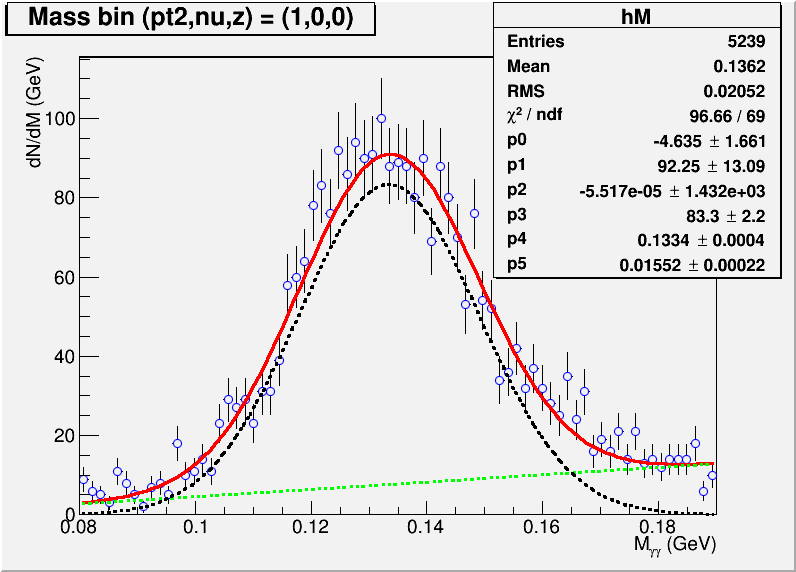 Mass bin (pt2,nu,z) = (1,0,0)
hM
Entries 5239
Mean 0.1362
RMS 0.02052
χ² / ndf 96.66 / 69
p0 -4.635 ± 1.661
p1 92.25 ± 13.09
p2 -5.517e-05 ± 1.432e+03
p3 83.3 ± 2.2
p4 0.1334 ± 0.0004
p5 0.01552 ± 0.00022
dN/dM (GeV)
100
80
60
40
20
0
0.08 0.1 0.12 0.14 0.16 0.18
Mγγ (GeV)